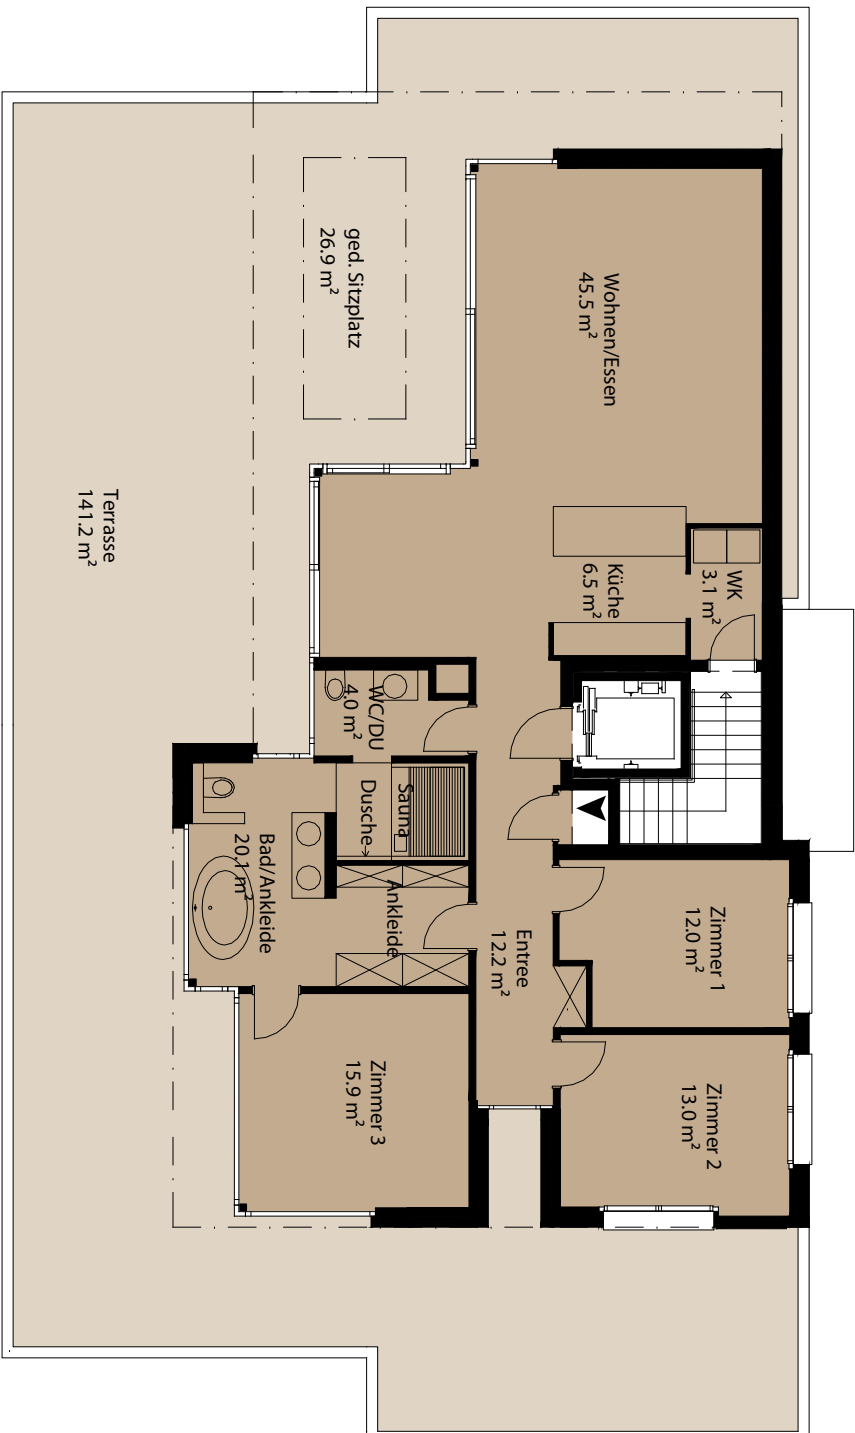 ged. Sitzplatz
26.9 m²
Wohnen/Essen
45.5 m²
Terrasse
141.2 m²
Küche
6.5 m²
WK
3.1 m²
WC/DU
4.0 m²
Sauna
Dusche→
Bad/Ankleide
20.1 m²
Ankleide
Entree
12.2 m²
Zimmer 1
12.0 m²
Zimmer 2
13.0 m²
Zimmer 3
15.9 m²